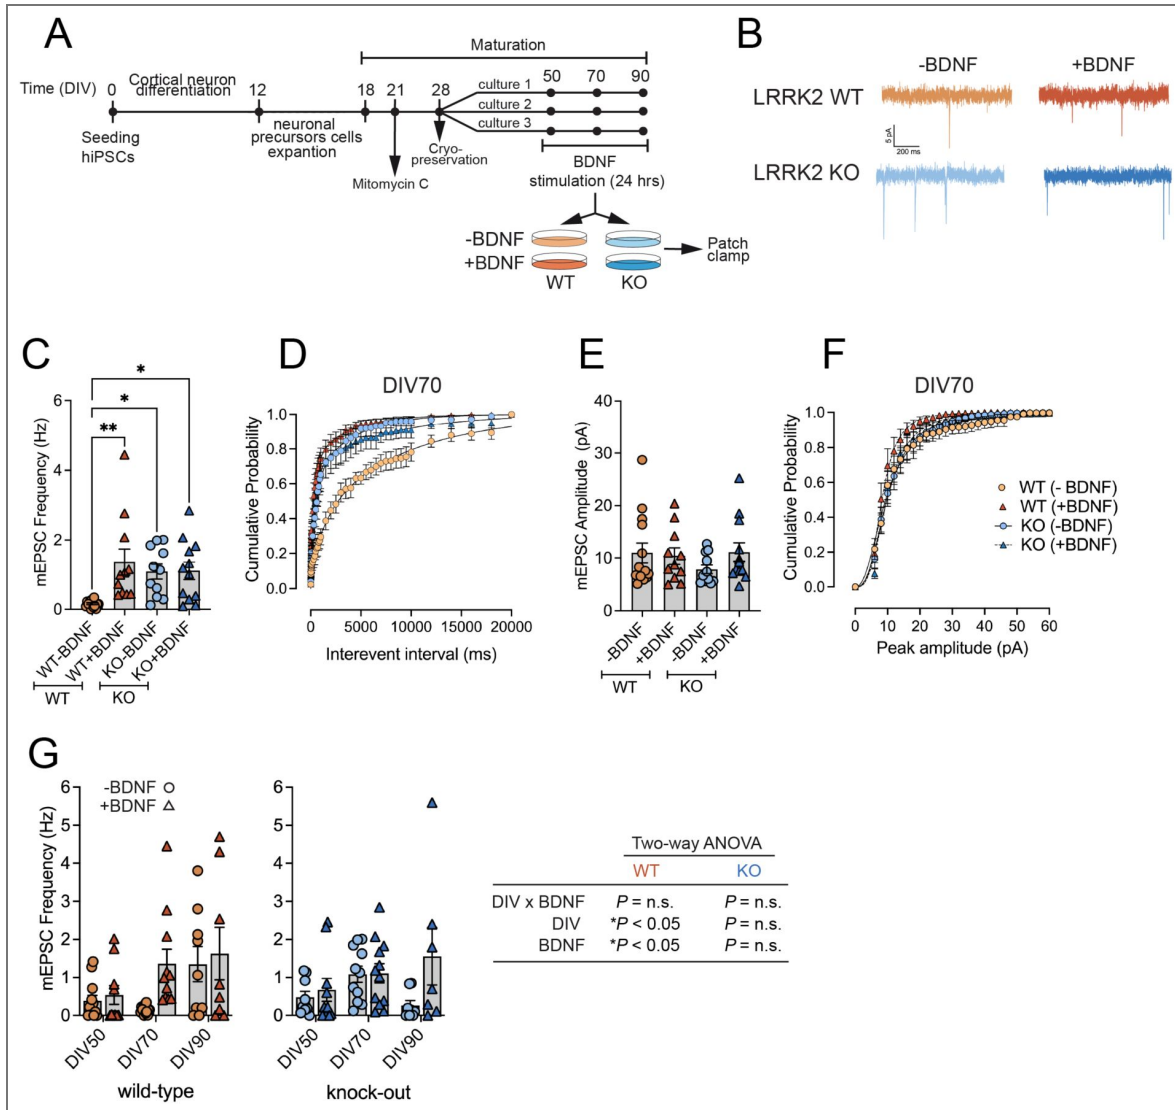 A
Maturation
Time (DIV)
0
Cortical neuron
differentiation
12
18
21
28
culture 1
culture 2
culture 3
50
70
90
Seeding
hiPSCs
neuronal
precursors cells
expantion
Mitomycin C
Cryo-
preservation
BDNF
stimulation (24 hrs)
-BDNF
+BDNF
WT
KO
Patch
clamp
B
-BDNF
+BDNF
LRRK2 WT
5 pA
200 ms
LRRK2 KO
C
*
*
**
mEPSC Frequency (Hz)
6
4
2
0
WT-BDNF
WT+BDNF
KO-BDNF
KO+BDNF
WT
KO
D
DIV70
Cumulative Probability
1.0
0.8
0.6
0.4
0.2
0.0
0
5000
10000
15000
20000
Interevent interval (ms)
E
mEPSC Amplitude (pA)
40
30
20
10
0
-BDNF
+BDNF
-BDNF
+BDNF
WT
KO
F
DIV70
Cumulative Probability
1.0
0.8
0.6
0.4
0.2
0.0
0
10
20
30
40
50
60
Peak amplitude (pA)
WT (- BDNF)
WT (+BDNF)
KO (-BDNF)
KO (+BDNF)
G
-BDNF
+BDNF
mEPSC Frequency (Hz)
6
5
4
3
2
1
0
DIV50
DIV70
DIV90
wild-type
6
5
4
3
2
1
0
DIV50
DIV70
DIV90
knock-out
Two-way ANOVA
WT KO
DIV x BDNF P = n.s. P = n.s.
DIV *P < 0.05 P = n.s.
BDNF *P < 0.05 P = n.s.